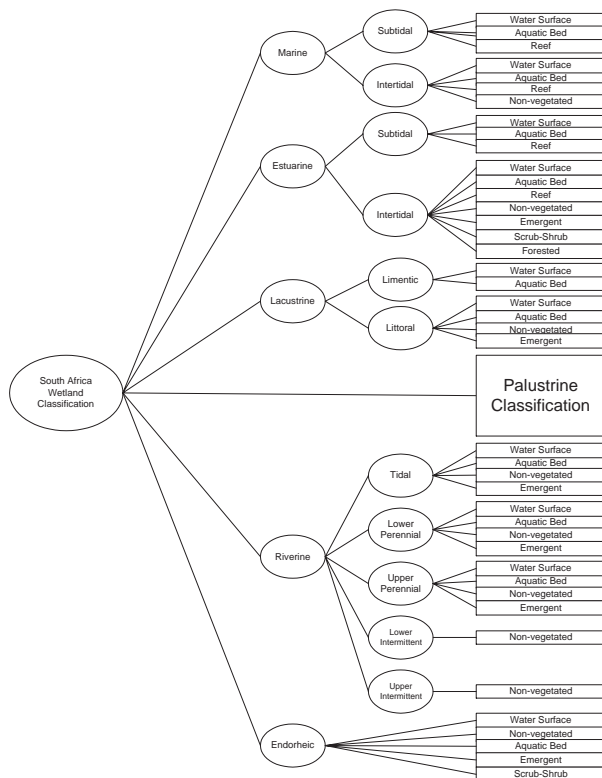 South Africa
Wetland
Classification
Marine
Subtidal
Water Surface
Aquatic Bed
Reef
Intertidal
Water Surface
Aquatic Bed
Reef
Non-vegetated
Estuarine
Subtidal
Water Surface
Aquatic Bed
Reef
Intertidal
Water Surface
Aquatic Bed
Reef
Non-vegetated
Emergent
Scrub-Shrub
Forested
Lacustrine
Limentic
Water Surface
Aquatic Bed
Littoral
Water Surface
Aquatic Bed
Non-vegetated
Emergent
Palustrine
Classification
Riverine
Tidal
Water Surface
Aquatic Bed
Non-vegetated
Emergent
Lower
Perennial
Water Surface
Aquatic Bed
Non-vegetated
Emergent
Upper
Perennial
Water Surface
Aquatic Bed
Non-vegetated
Emergent
Lower
Intermittent
Non-vegetated
Upper
Intermittent
Non-vegetated
Endorheic
Water Surface
Non-vegetated
Aquatic Bed
Emergent
Scrub-Shrub